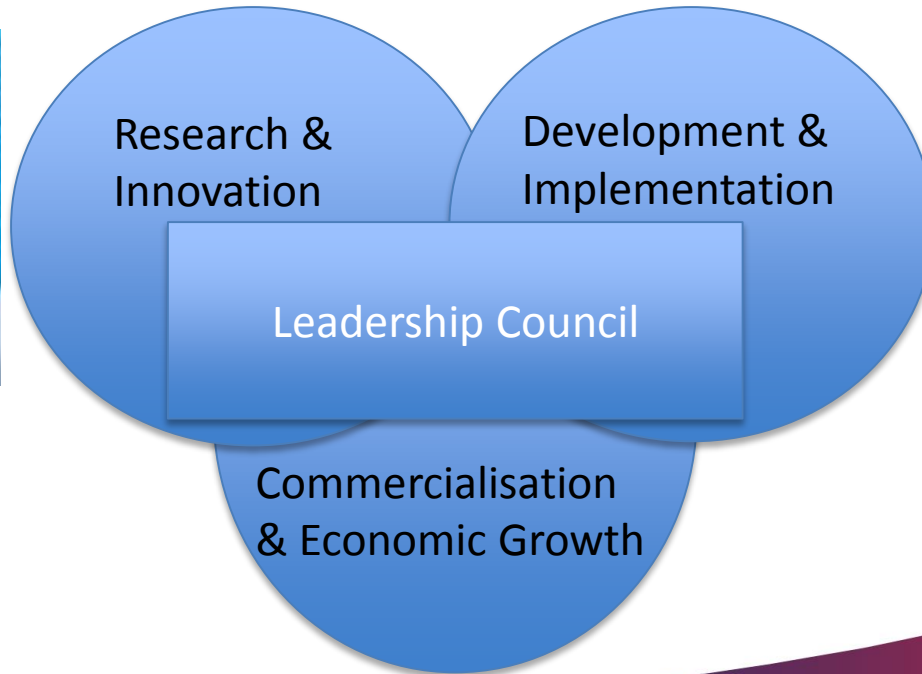 Research &
Innovation
Development &
Implementation
Leadership Council
Commercialisation
& Economic Growth